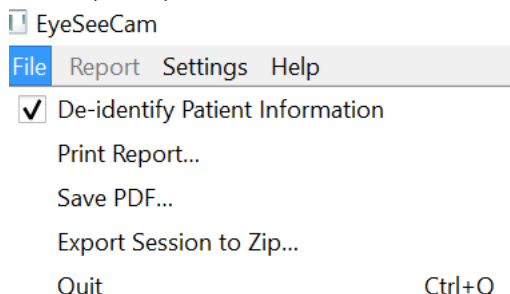 EyeSeeCam
File Report Settings Help
De-identify Patient Information
Print Report...
Save PDF...
Export Session to Zip...
Quit Ctrl+Q